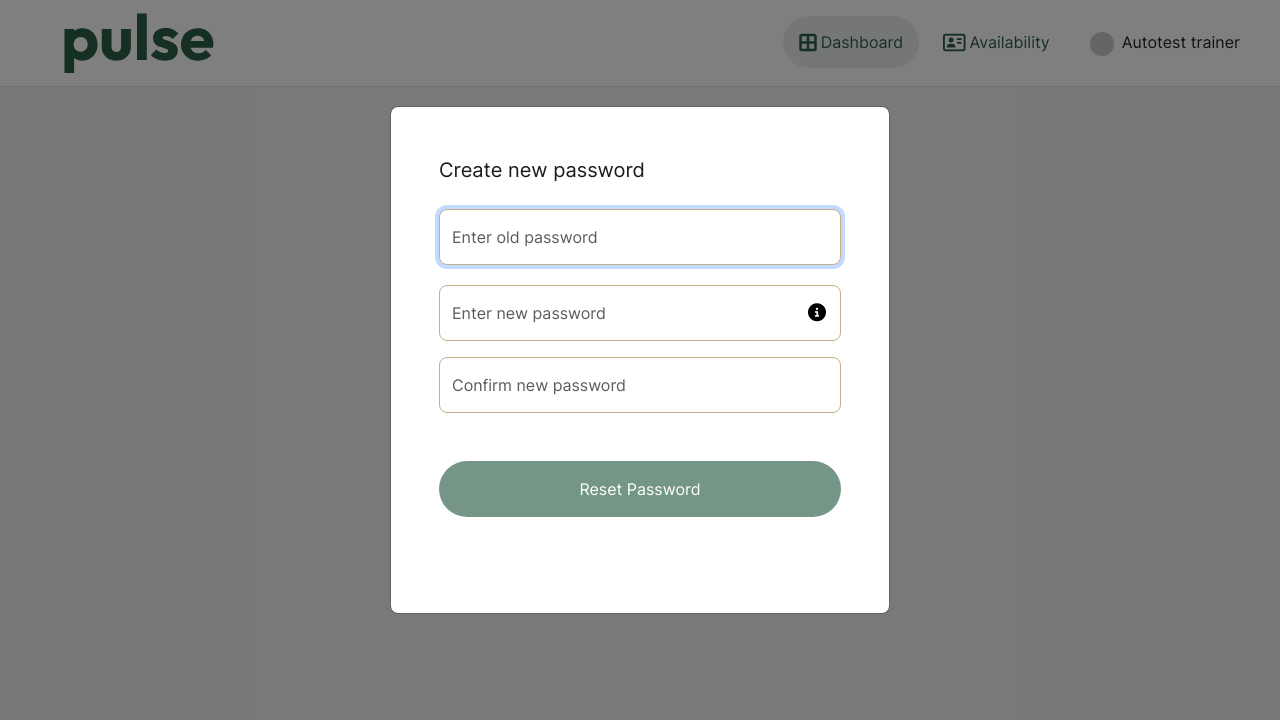 pulse
Dashboard
Availability
Autotest trainer
Create new password
Enter old password
Enter new password
Confirm new password
Reset Password